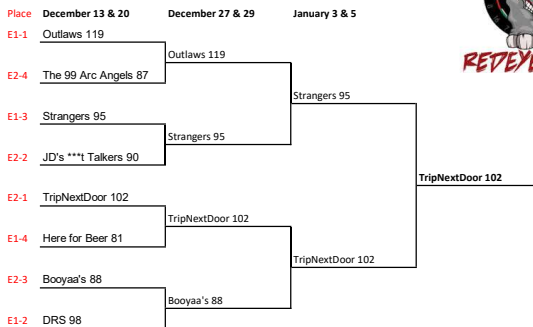 Place December 13 & 20 December 27 & 29 January 3 & 5
E1-1 Outlaws 119
Outlaws 119
E2-4 The 99 Arc Angels 87
Strangers 95
E1-3 Strangers 95
Strangers 95
E2-2 JD's ***t Talkers 90
TripNextDoor 102
E2-1 TripNextDoor 102
TripNextDoor 102
E1-4 Here for Beer 81
TripNextDoor 102
E2-3 Booyaa's 88
Booyaa's 88
E1-2 DRS 98